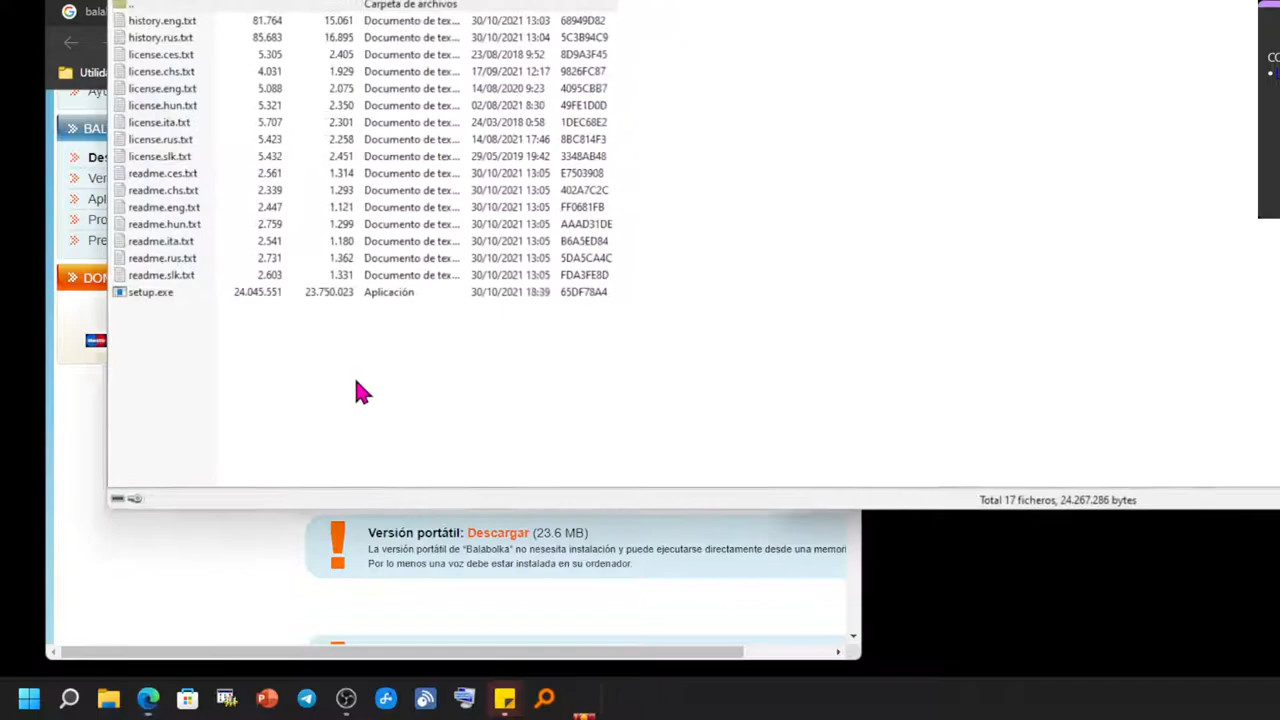 bala
..
Carpeta de archivos
history.eng.txt 81.764 15.061 Documento de tex... 30/10/2021 13:03 68949D82
history.rus.txt 85.683 16.895 Documento de tex... 30/10/2021 13:04 5C3B94C9
license.ces.txt 5.305 2.405 Documento de tex... 23/08/2018 9:52 8D9A3F45
license.chs.txt 4.031 1.929 Documento de tex... 17/09/2021 12:17 9826FC87
license.eng.txt 5.088 2.075 Documento de tex... 14/08/2020 9:23 4095CBB7
license.hun.txt 5.321 2.350 Documento de tex... 02/08/2021 8:30 49FE1D0D
license.ita.txt 5.707 2.301 Documento de tex... 24/03/2018 0:58 1DEC68E2
license.rus.txt 5.423 2.258 Documento de tex... 14/08/2021 17:46 8BC814F3
license.slk.txt 5.432 2.451 Documento de tex... 29/05/2019 19:42 3348AB48
readme.ces.txt 2.561 1.314 Documento de tex... 30/10/2021 13:05 E7503908
readme.chs.txt 2.339 1.293 Documento de tex... 30/10/2021 13:05 402A7C2C
readme.eng.txt 2.447 1.121 Documento de tex... 30/10/2021 13:05 FF0681FB
readme.hun.txt 2.759 1.299 Documento de tex... 30/10/2021 13:05 AAAD31DE
readme.ita.txt 2.541 1.180 Documento de tex... 30/10/2021 13:05 B6A5ED84
readme.rus.txt 2.731 1.362 Documento de tex... 30/10/2021 13:05 5DA5CA4C
readme.slk.txt 2.603 1.331 Documento de tex... 30/10/2021 13:05 FDA3FE8D
setup.exe 24.045.551 23.750.023 Aplicación 30/10/2021 18:39 65DF78A4
Utilid
Ayu
BAL
Des
Ver
Apl
Pro
Pre
DON
CO
Total 17 ficheros, 24.267.286 bytes
Versión portátil: Descargar (23.6 MB)
La versión portátil de “Balabolka” no nesesita instalación y puede ejecutarse directamente desde una memori
Por lo menos una voz debe estar instalada en su ordenador.